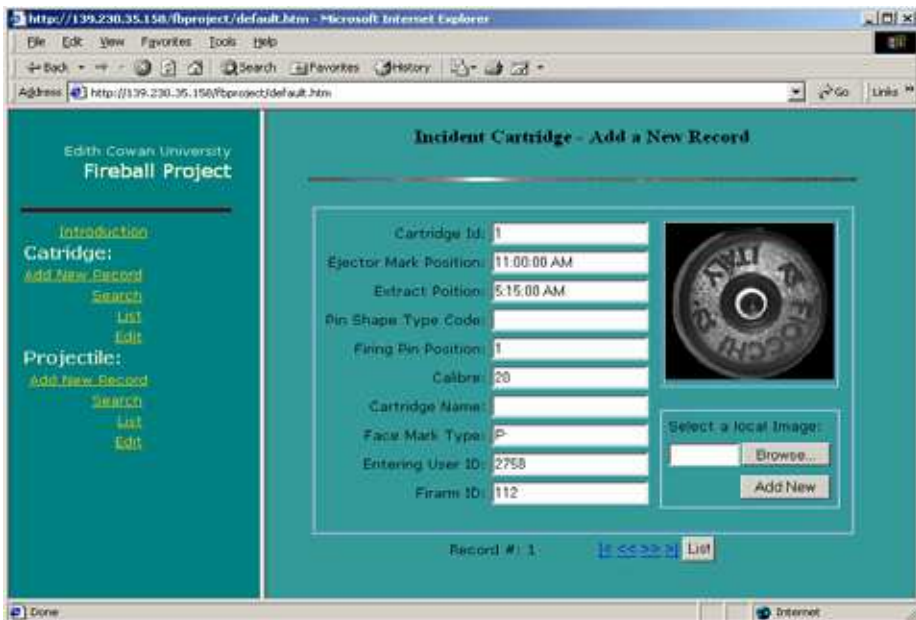 http://139.230.35.158/fbproject/default.htm - Microsoft Internet Explorer
File Edit View Favorites Tools Help
Back Search Favorites History
Address http://139.230.35.158/fbproject/default.htm Go Links »
Edith Cowan University
Fireball Project
Introduction
Catridge:
Add New Record
Search
List
Edit
Projectile:
Add New Record
Search
List
Edit
Incident Cartridge - Add a New Record
Cartridge Id: 1
Ejector Mark Position: 11:00:00 AM
Extract Poition: 5:15:00 AM
Pin Shape Type Code:
Firing Pin Position: 1
Calibre: 20
Cartridge Name:
Face Mark Type: P
Entering User ID: 2758
Firarm ID: 112
ITALY
12
FIOCCHI
12
Select a local Image:
Browse...
Add New
Record #: 1 |< << >> >| List
Done Internet